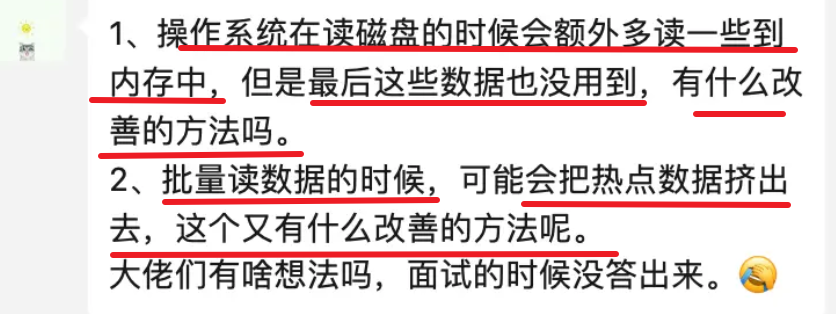 1、操作系统在读磁盘的时候会额外多读一些到
内存中，但是最后这些数据也没用到，有什么改
善的方法吗。
2、批量读数据的时候，可能会把热点数据挤出
去，这个又有什么改善的方法呢。
大佬们有啥想法吗，面试的时候没答出来。🤦